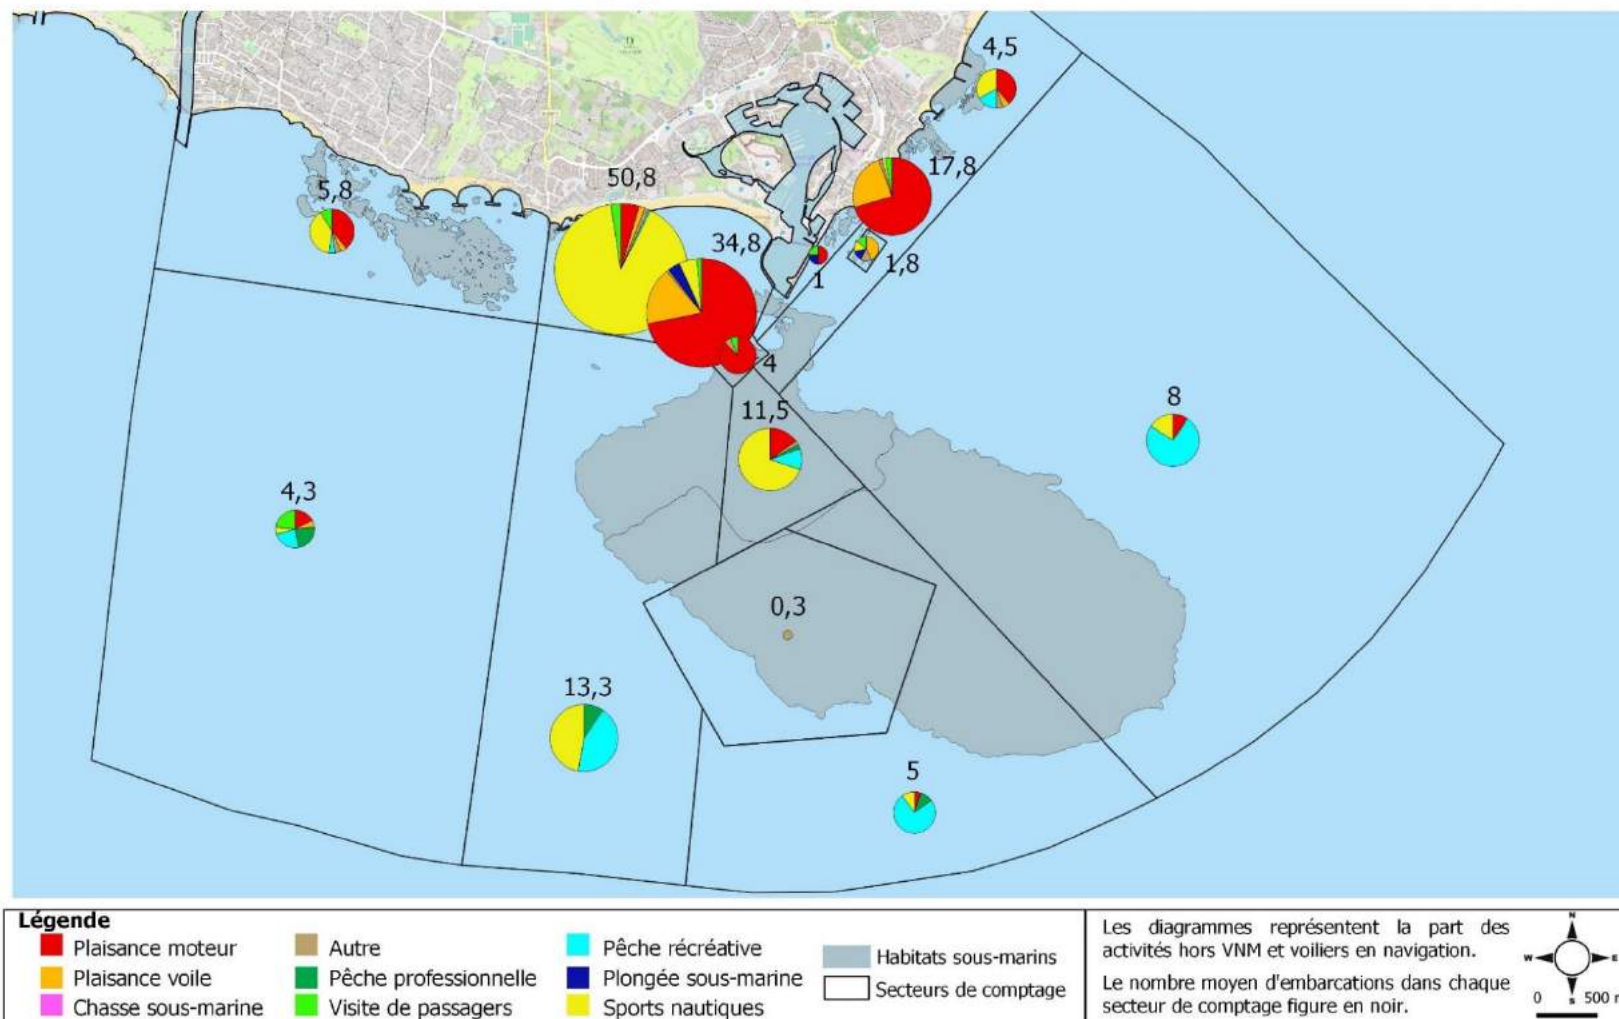 4,5
17,8
50,8
5,8
34,8
1,8
1
4
11,5
8
4,3
0,3
13,3
5
Légende
Plaisance moteur
Plaisance voile
Chasse sous-marine
Autre
Pêche professionnelle
Visite de passagers
Pêche récréative
Plongée sous-marine
Sports nautiques
Habitats sous-marins
Secteurs de comptage
Les diagrammes représentent la part des
activités hors VNM et voiliers en navigation.
Le nombre moyen d'embarcations dans chaque
secteur de comptage figure en noir.
N
W E
S
0 500 m